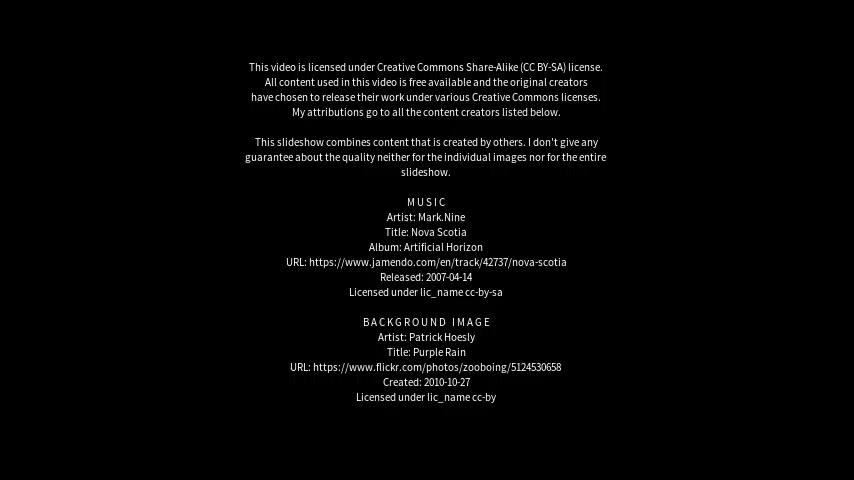 This video is licensed under Creative Commons Share-Alike (CC BY-SA) license.
All content used in this video is free available and the original creators
have chosen to release their work under various Creative Commons licenses.
My attributions go to all the content creators listed below.
This slideshow combines content that is created by others. I don't give any
guarantee about the quality neither for the individual images nor for the entire
slideshow.
MUSIC
Artist: Mark.Nine
Title: Nova Scotia
Album: Artificial Horizon
URL: https://www.jamendo.com/en/track/42737/nova-scotia
Released: 2007-04-14
Licensed under lic_name cc-by-sa
BACKGROUND IMAGE
Artist: Patrick Hoesly
Title: Purple Rain
URL: https://www.flickr.com/photos/zooboing/5124530658
Created: 2010-10-27
Licensed under lic_name cc-by